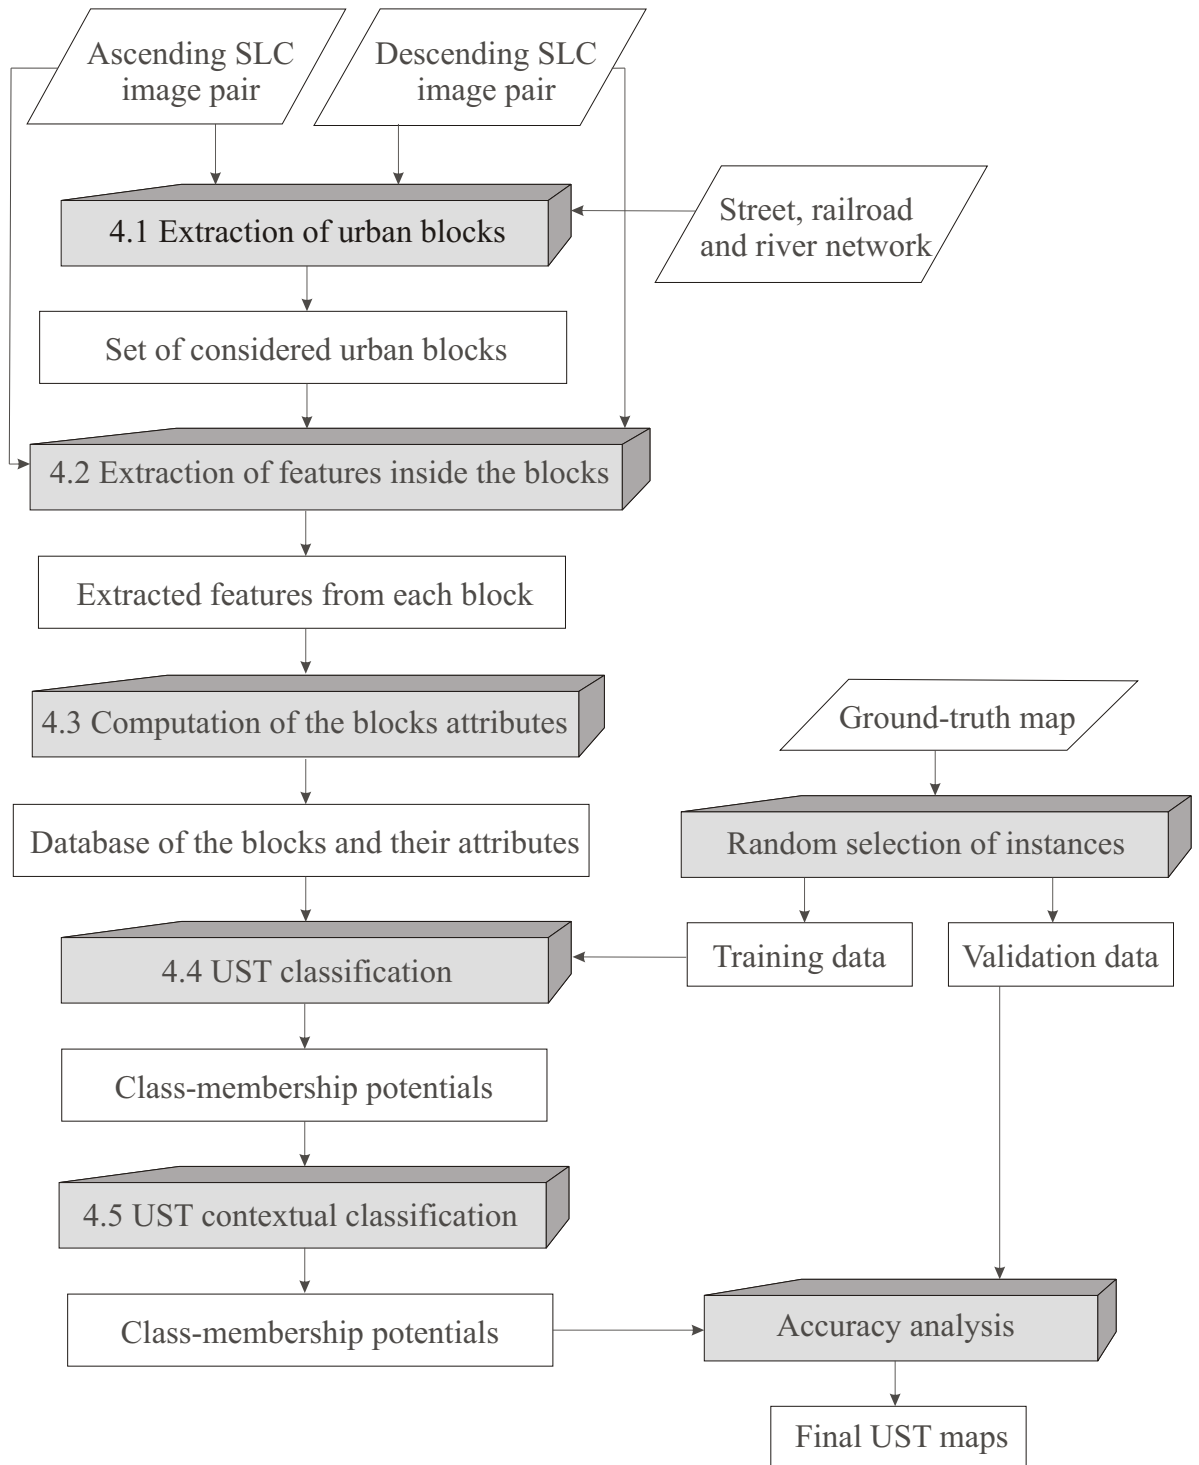 Ascending SLC
image pair
Descending SLC
image pair
Street, railroad
and river network
4.1 Extraction of urban blocks
Set of considered urban blocks
4.2 Extraction of features inside the blocks
Extracted features from each block
4.3 Computation of the blocks attributes
Ground-truth map
Database of the blocks and their attributes
Random selection of instances
4.4 UST classification
Training data
Validation data
Class-membership potentials
4.5 UST contextual classification
Class-membership potentials
Accuracy analysis
Final UST maps